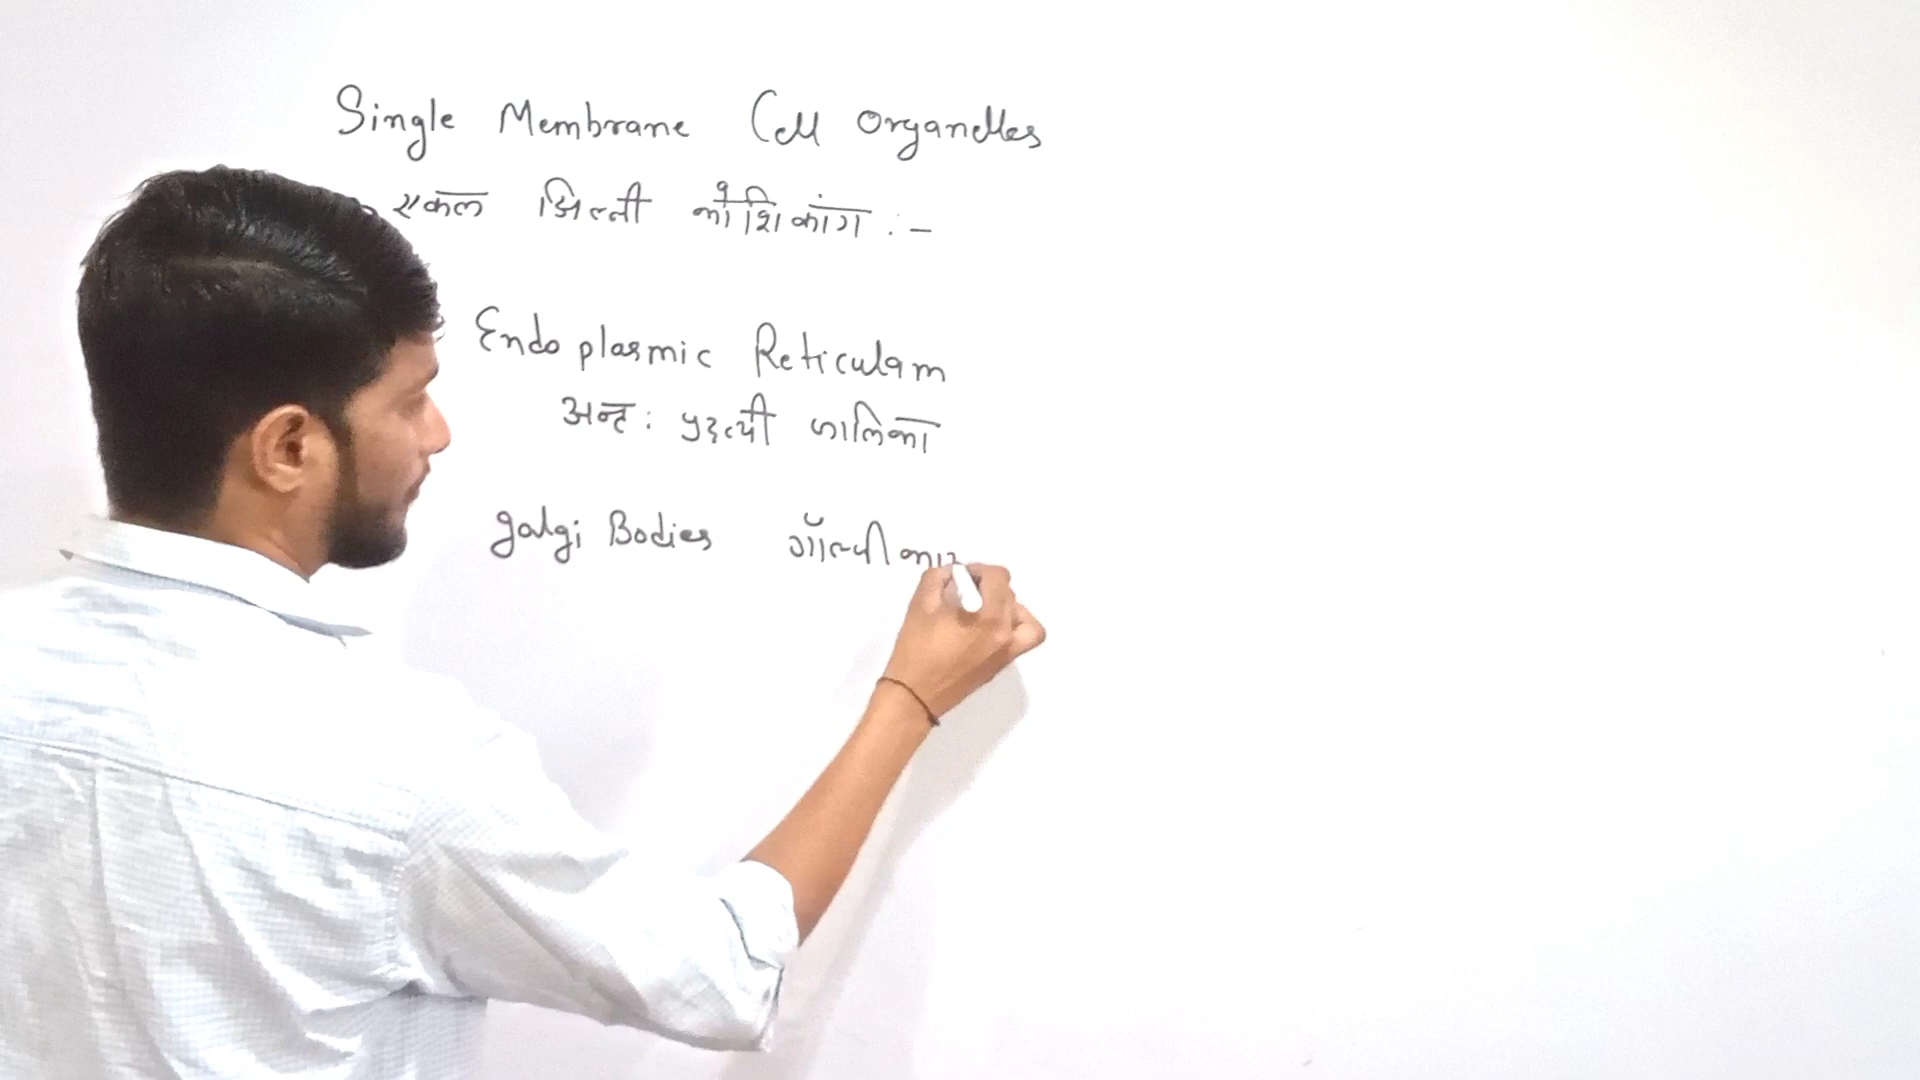 Single Membrane Cell Organelles
एकल झिल्ली कोशिकांग :-
Endoplasmic Reticulam
अन्तः प्रद्रव्यी जालिका
Golgi Bodies गॉल्जी काय